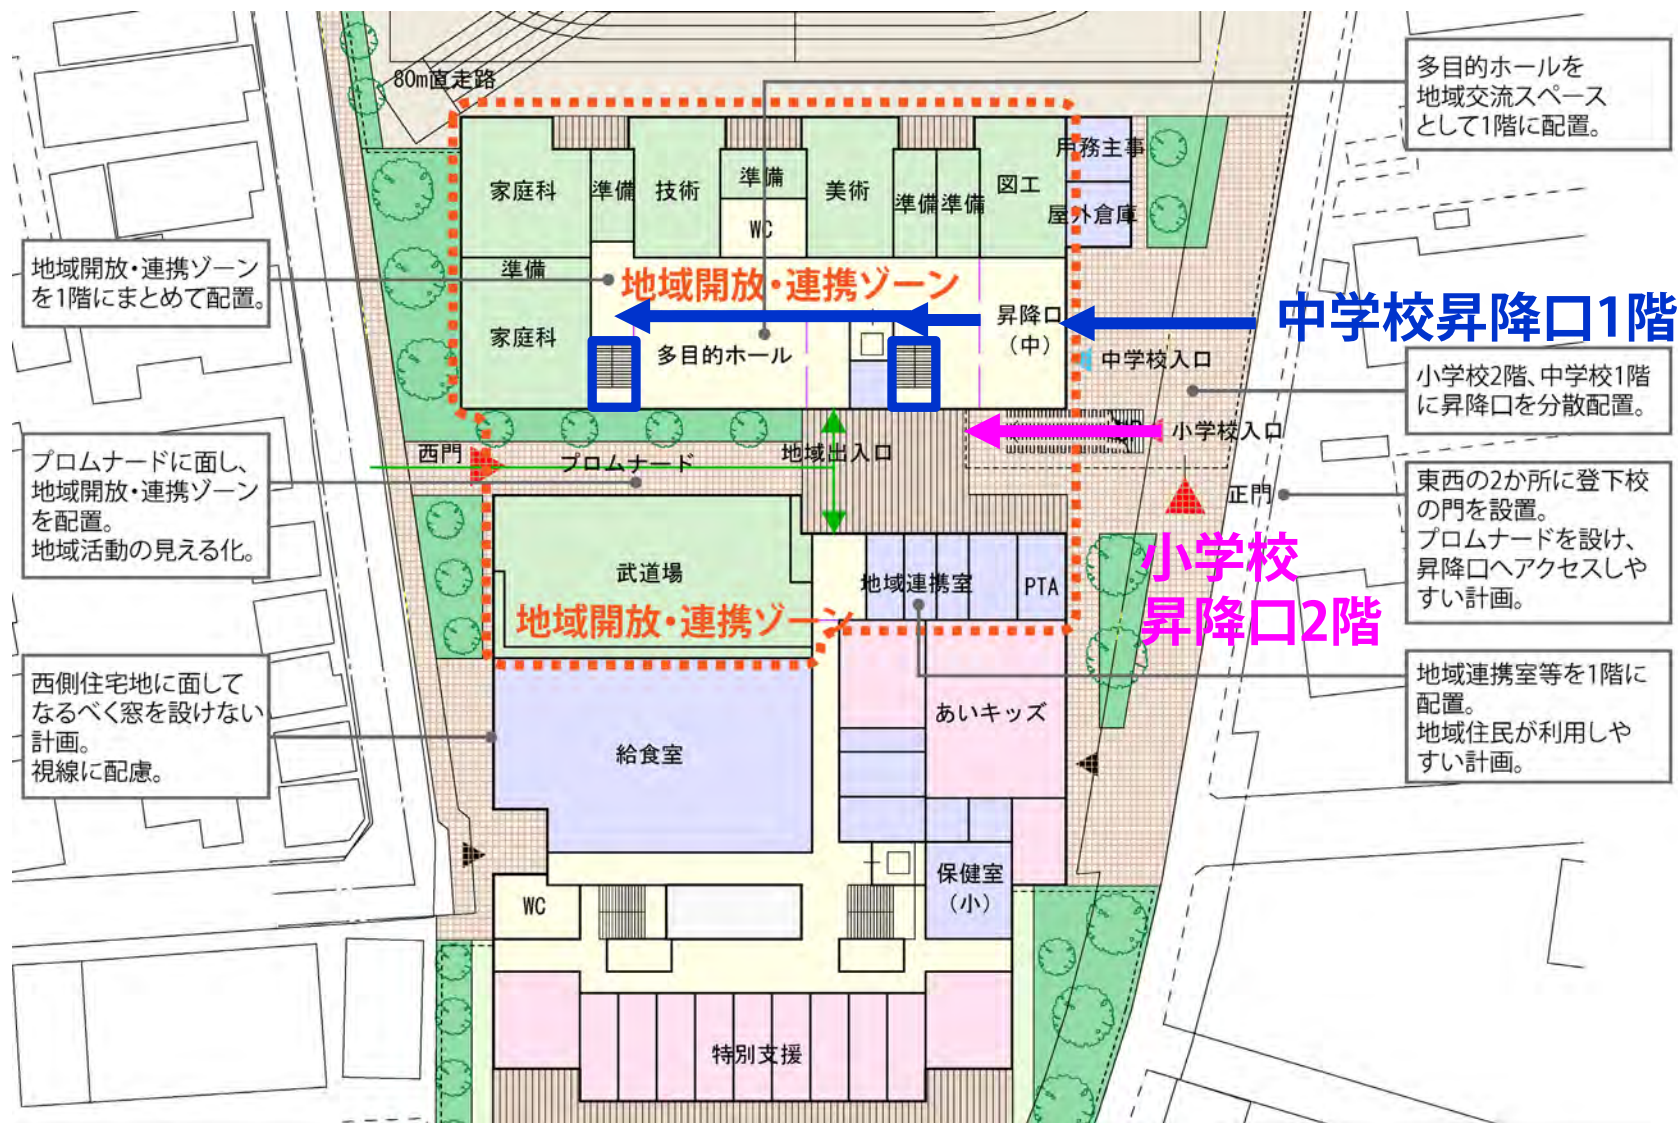 80m直走路
多目的ホールを
地域交流スペース
として1階に配置。
用務主事
屋外倉庫
家庭科
準備
技術
準備
WC
美術
準備
準備
図工
地域開放・連携ゾーン
を1階にまとめて配置。
準備
地域開放・連携ゾーン
家庭科
多目的ホール
昇降口
（中）
中学校昇降口1階
中学校入口
小学校2階、中学校1階
に昇降口を分散配置。
小学校入口
西門
プロムナード
地域出入口
正門
プロムナードに面し、
地域開放・連携ゾーン
を配置。
地域活動の見える化。
東西の2か所に登下校
の門を設置。
プロムナードを設け、
昇降口へアクセスしや
すい計画。
小学校
昇降口2階
武道場
地域連携室
PTA
地域開放・連携ゾーン
西側住宅地に面して
なるべく窓を設けない
計画。
視線に配慮。
地域連携室等を1階に
配置。
地域住民が利用しや
すい計画。
あいキッズ
給食室
保健室
（小）
WC
特別支援